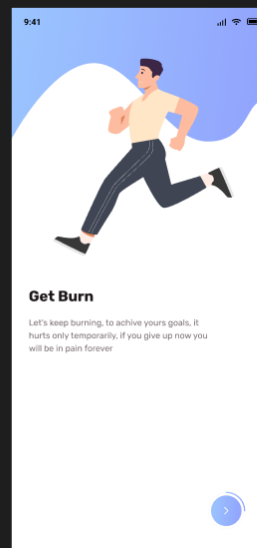 9:41
Get Burn
Let's keep burning, to achive yours goals, it
hurts only temporarily, if you give up now you
will be in pain forever